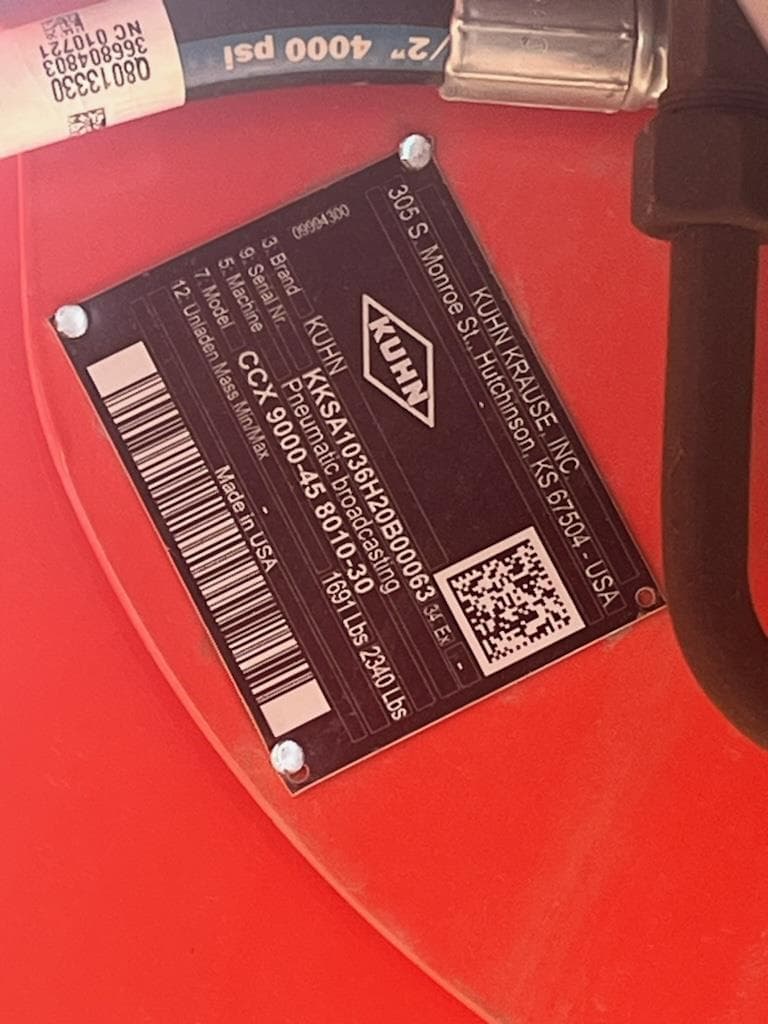 Q80133330
366804803
NC 010721
/2" 4000 psi
KUHN KRAUSE, INC.
305 S. Monroe St., Hutchinson, KS 67504 - USA
KUHN
09994300
3. Brand KUHN
9. Serial Nr. KKSA1036H20B00063 34 Ex -
5. Machine Pneumatic broadcasting
7. Model CCX 9000-45 8010-30
12. Unladen Mass Min/Max - 1691 Lbs 2340 Lbs
Made in USA